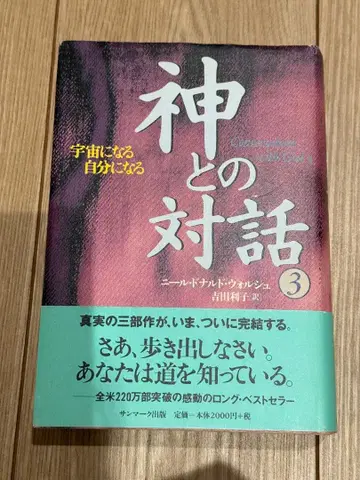 神
との
対話
Conversations
with God
宇宙になる
自分になる
ニール・ドナルド・ウォルシュ
吉田利子 訳
3
真実の三部作が、いま、ついに完結する。
さあ、歩き出しなさい。
あなたは道を知っている。
——全米220万部突破の感動のロング・ベストセラー
サンマーク出版 定価=本体2000円+税